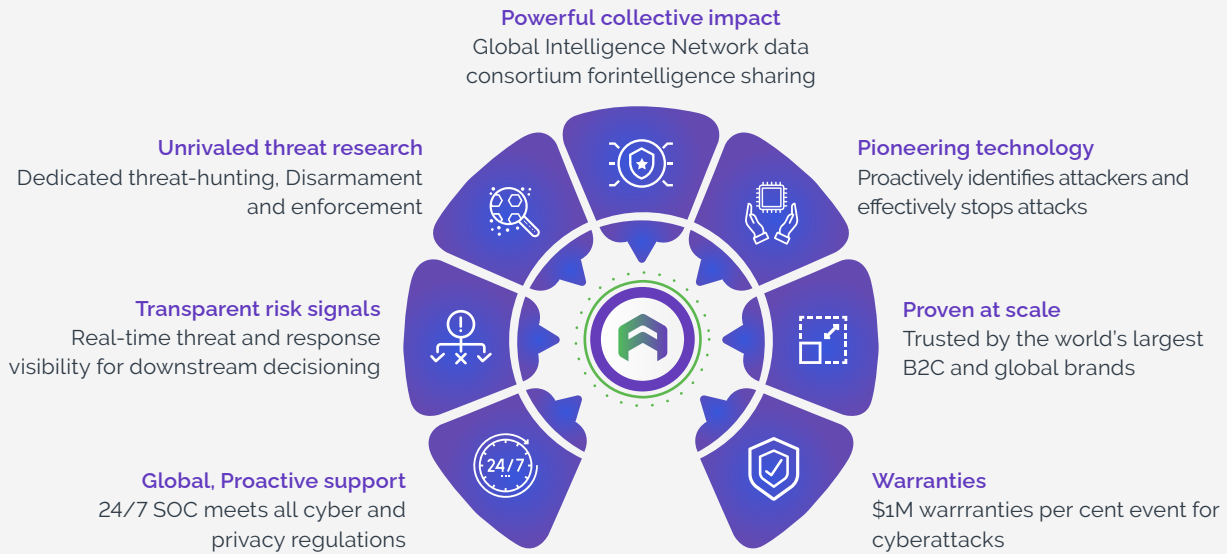 Powerful collective impact
Global Intelligence Network data
consortium forintelligence sharing
Unrivaled threat research
Dedicated threat-hunting, Disarmament
and enforcement
Pioneering technology
Proactively identifies attackers and
effectively stops attacks
Transparent risk signals
Real-time threat and response
visibility for downstream decisioning
Proven at scale
Trusted by the world's largest
B2C and global brands
Global, Proactive support
24/7 SOC meets all cyber and
privacy regulations
24/7
Warranties
$1M warrranties per cent event for
cyberattacks